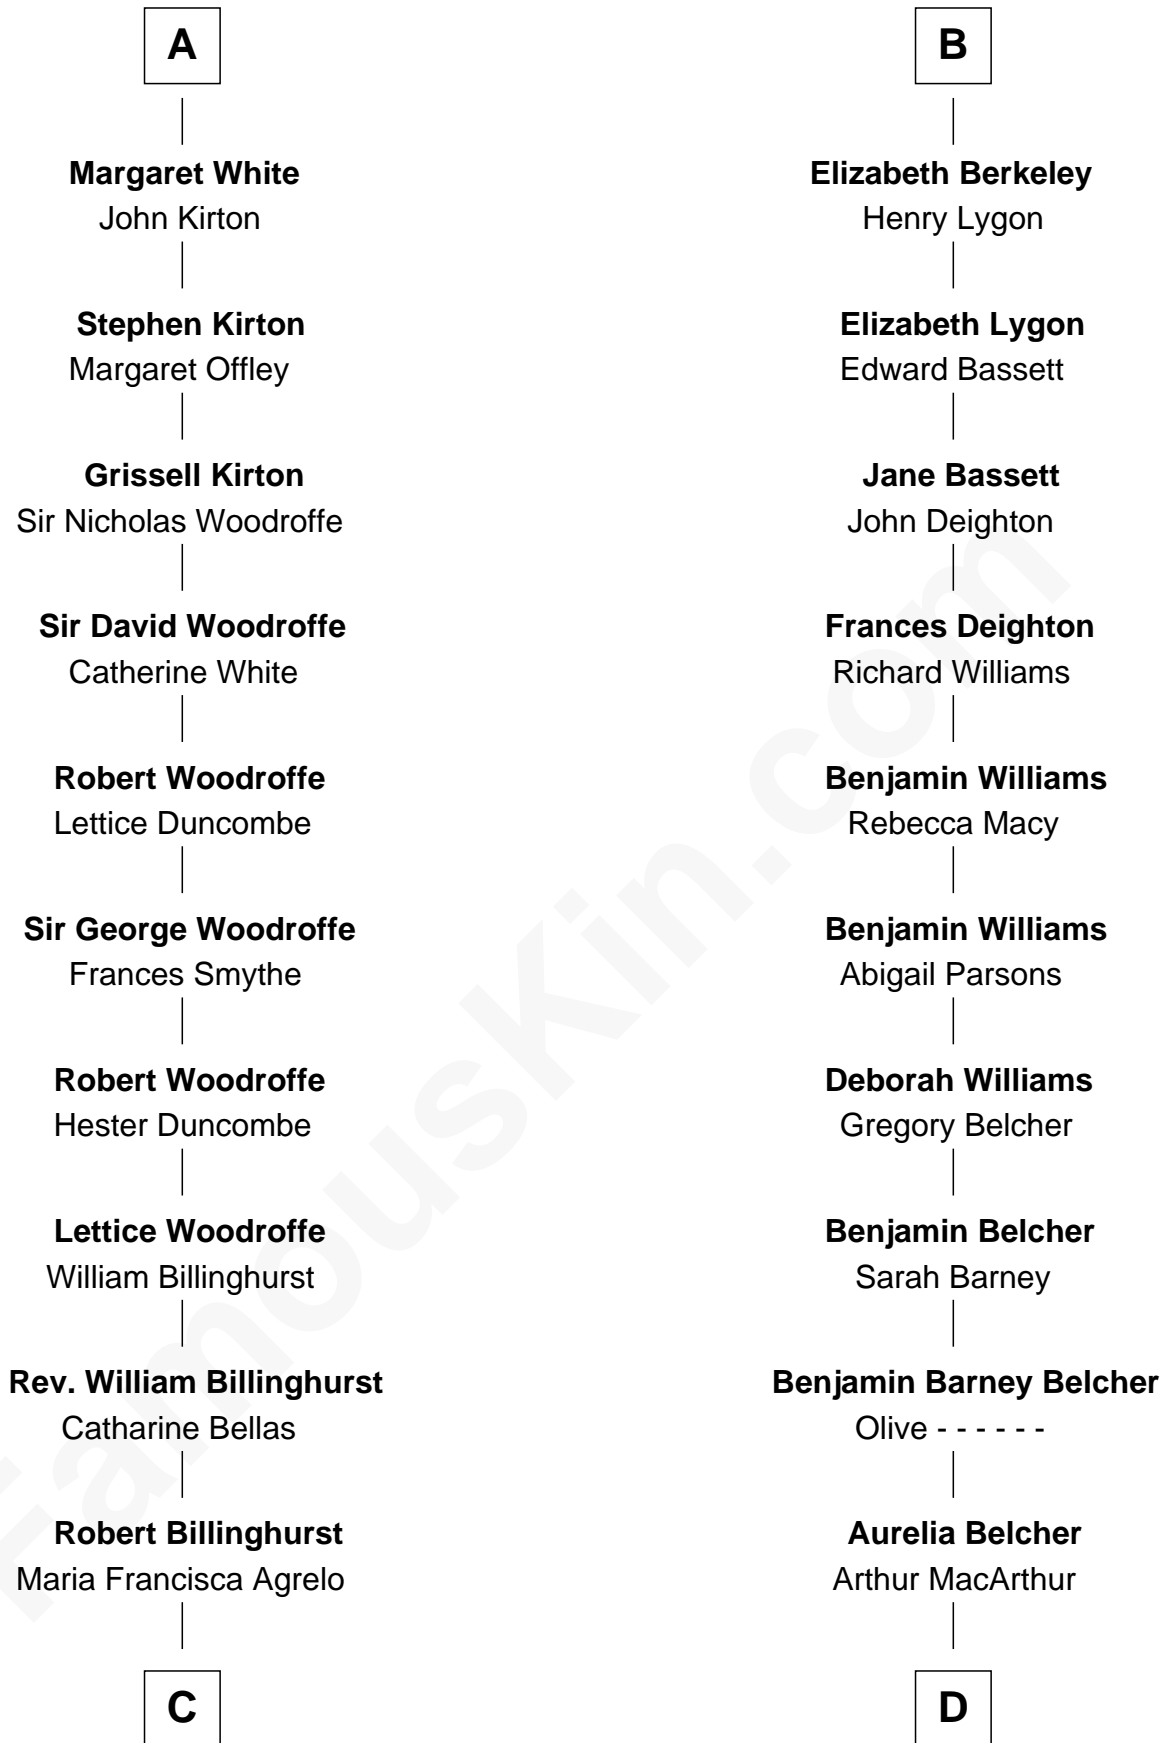 A
Margaret White
John Kirton
Stephen Kirton
Margaret Offley
Grissell Kirton
Sir Nicholas Woodroffe
Sir David Woodroffe
Catherine White
Robert Woodroffe
Lettice Duncombe
Sir George Woodroffe
Frances Smythe
Robert Woodroffe
Hester Duncombe
Lettice Woodroffe
William Billinghurst
Rev. William Billinghurst
Catharine Bellas
Robert Billinghurst
Maria Francisca Agrelo
C
B
Elizabeth Berkeley
Henry Lygon
Elizabeth Lygon
Edward Bassett
Jane Bassett
John Deighton
Frances Deighton
Richard Williams
Benjamin Williams
Rebecca Macy
Benjamin Williams
Abigail Parsons
Deborah Williams
Gregory Belcher
Benjamin Belcher
Sarah Barney
Benjamin Barney Belcher
Olive - - - - - -
Aurelia Belcher
Arthur MacArthur
D
FamousKin.com